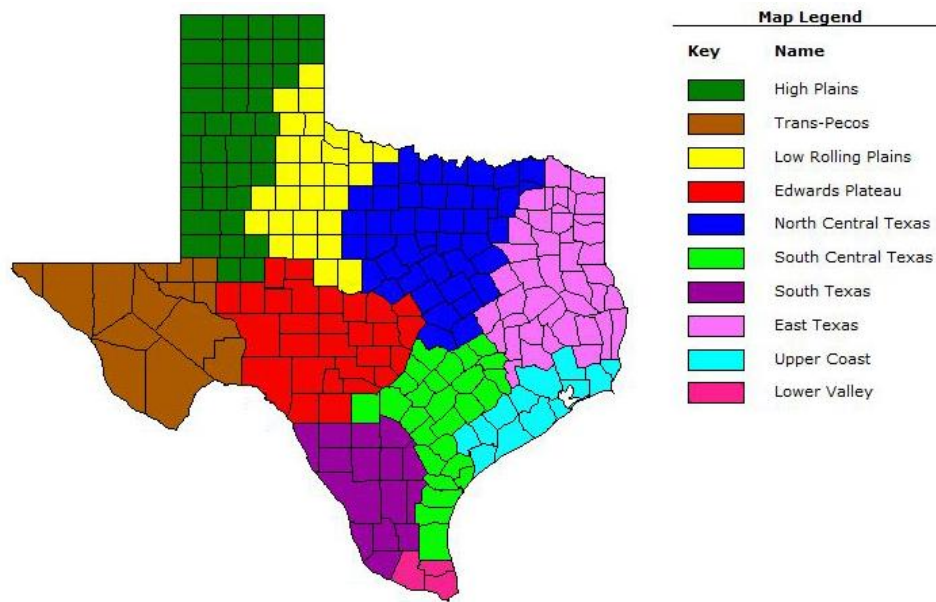 Map Legend
Key Name
High Plains
Trans-Pecos
Low Rolling Plains
Edwards Plateau
North Central Texas
South Central Texas
South Texas
East Texas
Upper Coast
Lower Valley